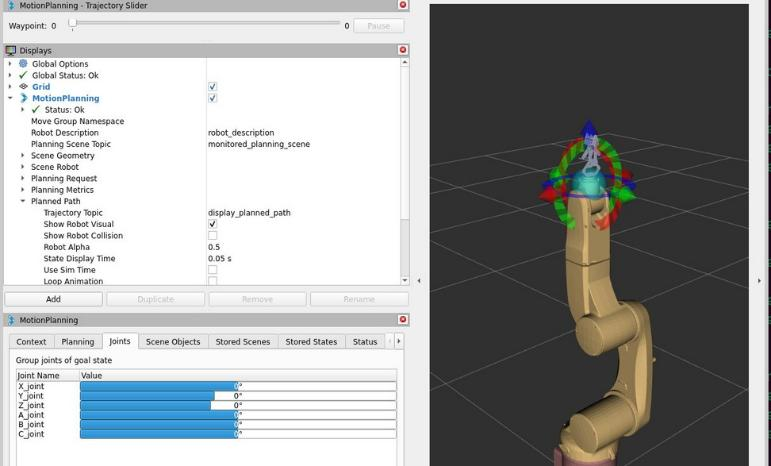 MotionPlanning - Trajectory Slider
Waypoint: 0 0 Pause
Displays
Global Options
Global Status: Ok
Grid
MotionPlanning
Status: Ok
Move Group Namespace
Robot Description robot_description
Planning Scene Topic monitored_planning_scene
Scene Geometry
Scene Robot
Planning Request
Planning Metrics
Planned Path
Trajectory Topic display_planned_path
Show Robot Visual
Show Robot Collision
Robot Alpha 0.5
State Display Time 0.05 s
Use Sim Time
Loop Animation
Add Duplicate Remove Rename
MotionPlanning
Context Planning Joints Scene Objects Stored Scenes Stored States Status
Group joints of goal state
Joint Name Value
X_joint 0°
Y_joint 0°
Z_joint 0°
A_joint 0°
B_joint 0°
C_joint 0°